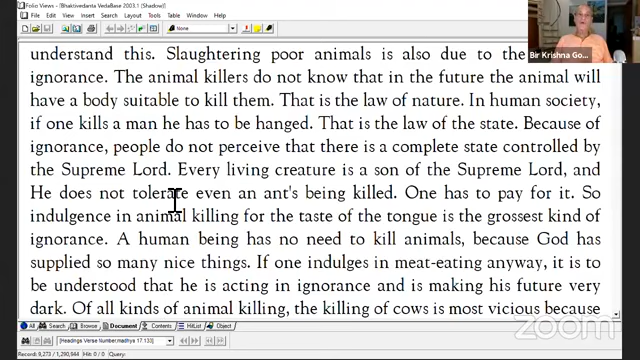 Folio Views - [Bhaktivedanta VedaBase 2003.1 (Shadow)]
File Edit View Search Layout Insert Tools Window Help
Bir Krishna Go...
understand this. Slaughtering poor animals is also due to the
ignorance. The animal killers do not know that in the future the animal will
have a body suitable to kill them. That is the law of nature. In human society,
if one kills a man he has to be hanged. That is the law of the state. Because of
ignorance, people do not perceive that there is a complete state controlled by
the Supreme Lord. Every living creature is a son of the Supreme Lord, and
He does not tolerate even an ant's being killed. One has to pay for it. So
indulgence in animal killing for the taste of the tongue is the grossest kind of
ignorance. A human being has no need to kill animals, because God has
supplied so many nice things. If one indulges in meat-eating anyway, it is to
be understood that he is acting in ignorance and is making his future very
dark. Of all kinds of animal killing, the killing of cows is most vicious because
All Search Browse Document Contents HitList Object
[Headings Verse Number:madhya 17.133]
Record: 9,273 / 1,290,944 Hit: 0 / 0 Query:
zoom